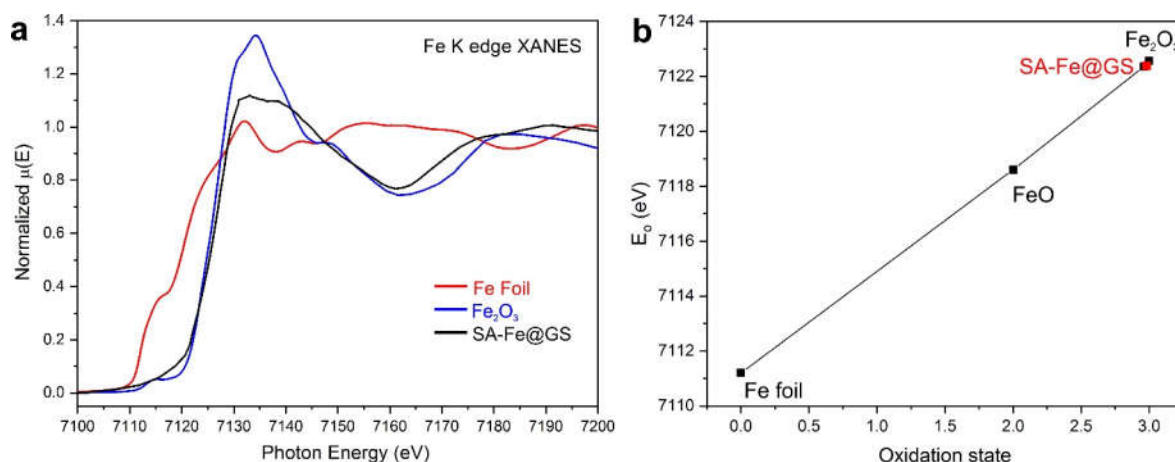 a
Fe K edge XANES
1.4
1.2
1.0
0.8
0.6
0.4
0.2
0.0
Normalized μ(E)
Fe Foil
Fe₂O₃
SA-Fe@GS
7100 7110 7120 7130 7140 7150 7160 7170 7180 7190 7200
Photon Energy (eV)
b
7124
7122
7120
7118
7116
7114
7112
7110
E₀ (eV)
Fe₂O₃
SA-Fe@GS
FeO
Fe foil
0.0 0.5 1.0 1.5 2.0 2.5 3.0
Oxidation state